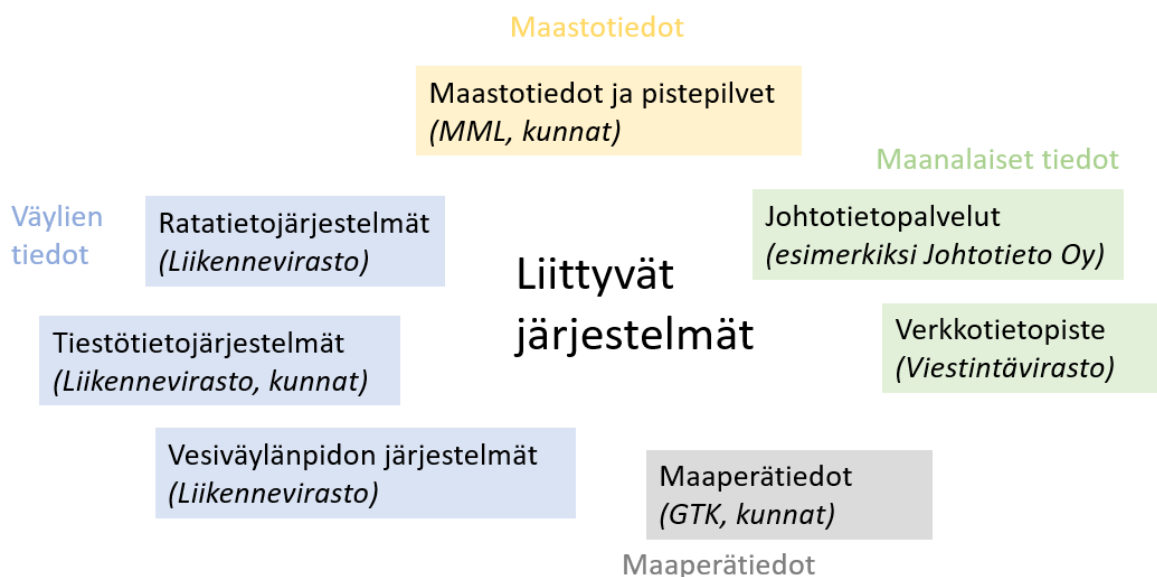 Maastotiedot
Maastotiedot ja pistepilvet
(MML, kunnat)
Maanalaiset tiedot
Väylien
tiedot
Ratatietojärjestelmät
(Liikennevirasto)
Johtotietopalvelut
(esimerkiksi Johtotieto Oy)
Liittyvät
järjestelmät
Tiestötietojärjestelmät
(Liikennevirasto, kunnat)
Verkkotietopiste
(Viestintävirasto)
Vesiväylänpidon järjestelmät
(Liikennevirasto)
Maaperätiedot
(GTK, kunnat)
Maaperätiedot